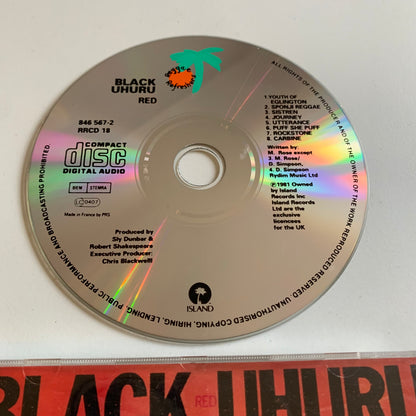 Reggae
Refreshers
BLACK
UHURU
RED
846 567-2
RRCD 18
COMPACT
disc
DIGITAL AUDIO
BIEM STEMRA
LC 0407
Made in France by PMS
Produced by
Sly Dunbar &
Robert Shakespeare
Executive Producer:
Chris Blackwell
1. YOUTH OF
EGLINGTON
2. SPONJI REGGAE
3. SISTREN
4. JOURNEY
5. UTTERANCE
6. PUFF SHE PUFF
7. ROCKSTONE
8. CARBINE
Written by:
M. Rose except
3. M. Rose/
D. Simpson,
4. D. Simpson
Rydim Music Ltd
℗ 1981 Owned
by Island
Records Inc
Island Records
Ltd are the
exclusive
licencees
for the UK
ISLAND
ALL RIGHTS OF THE PRODUCER AND OF THE OWNER OF THE WORK REPRODUCED RESERVED. UNAUTHORISED COPYING, HIRING, LENDING, PUBLIC PERFORMANCE AND BROADCASTING PROHIBITED.
BLACK UHURU
RED